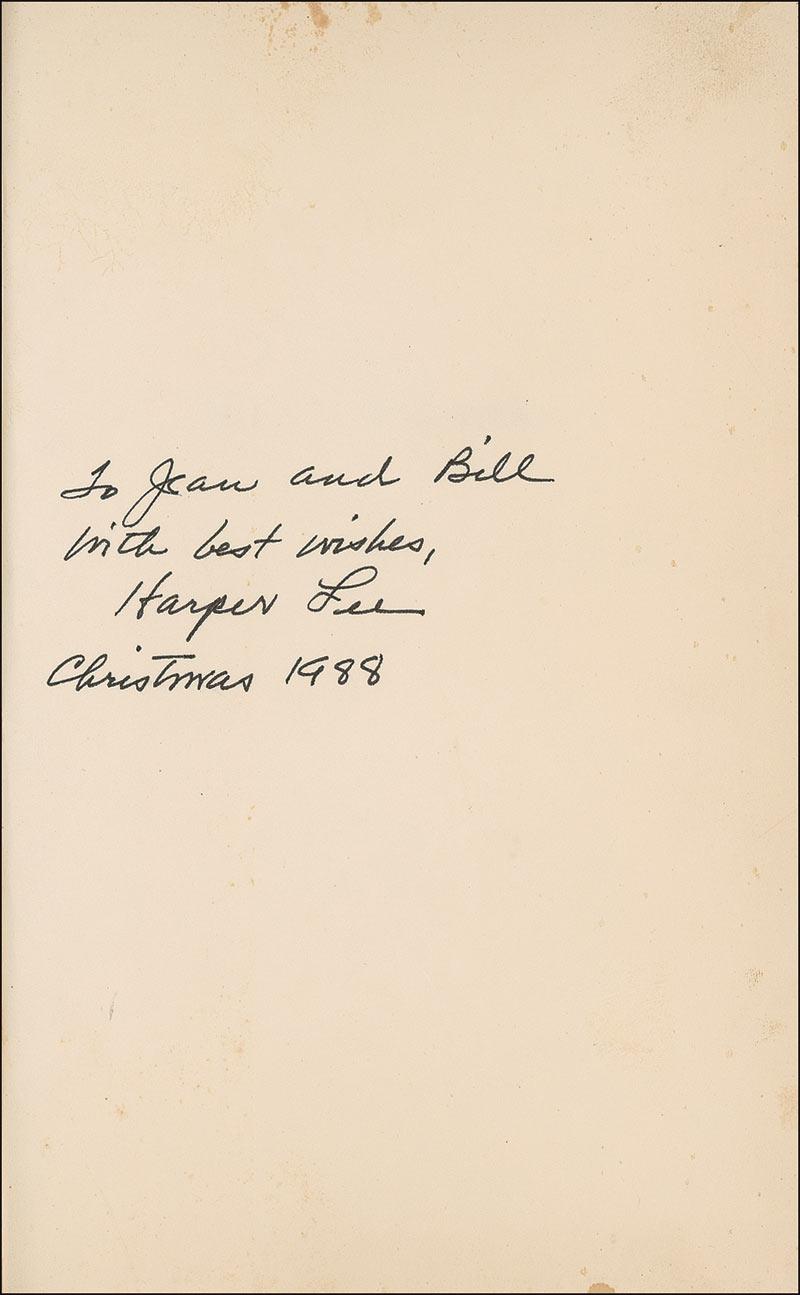 To Jean and Bill
with best wishes,
Harper Lee
Christmas 1988